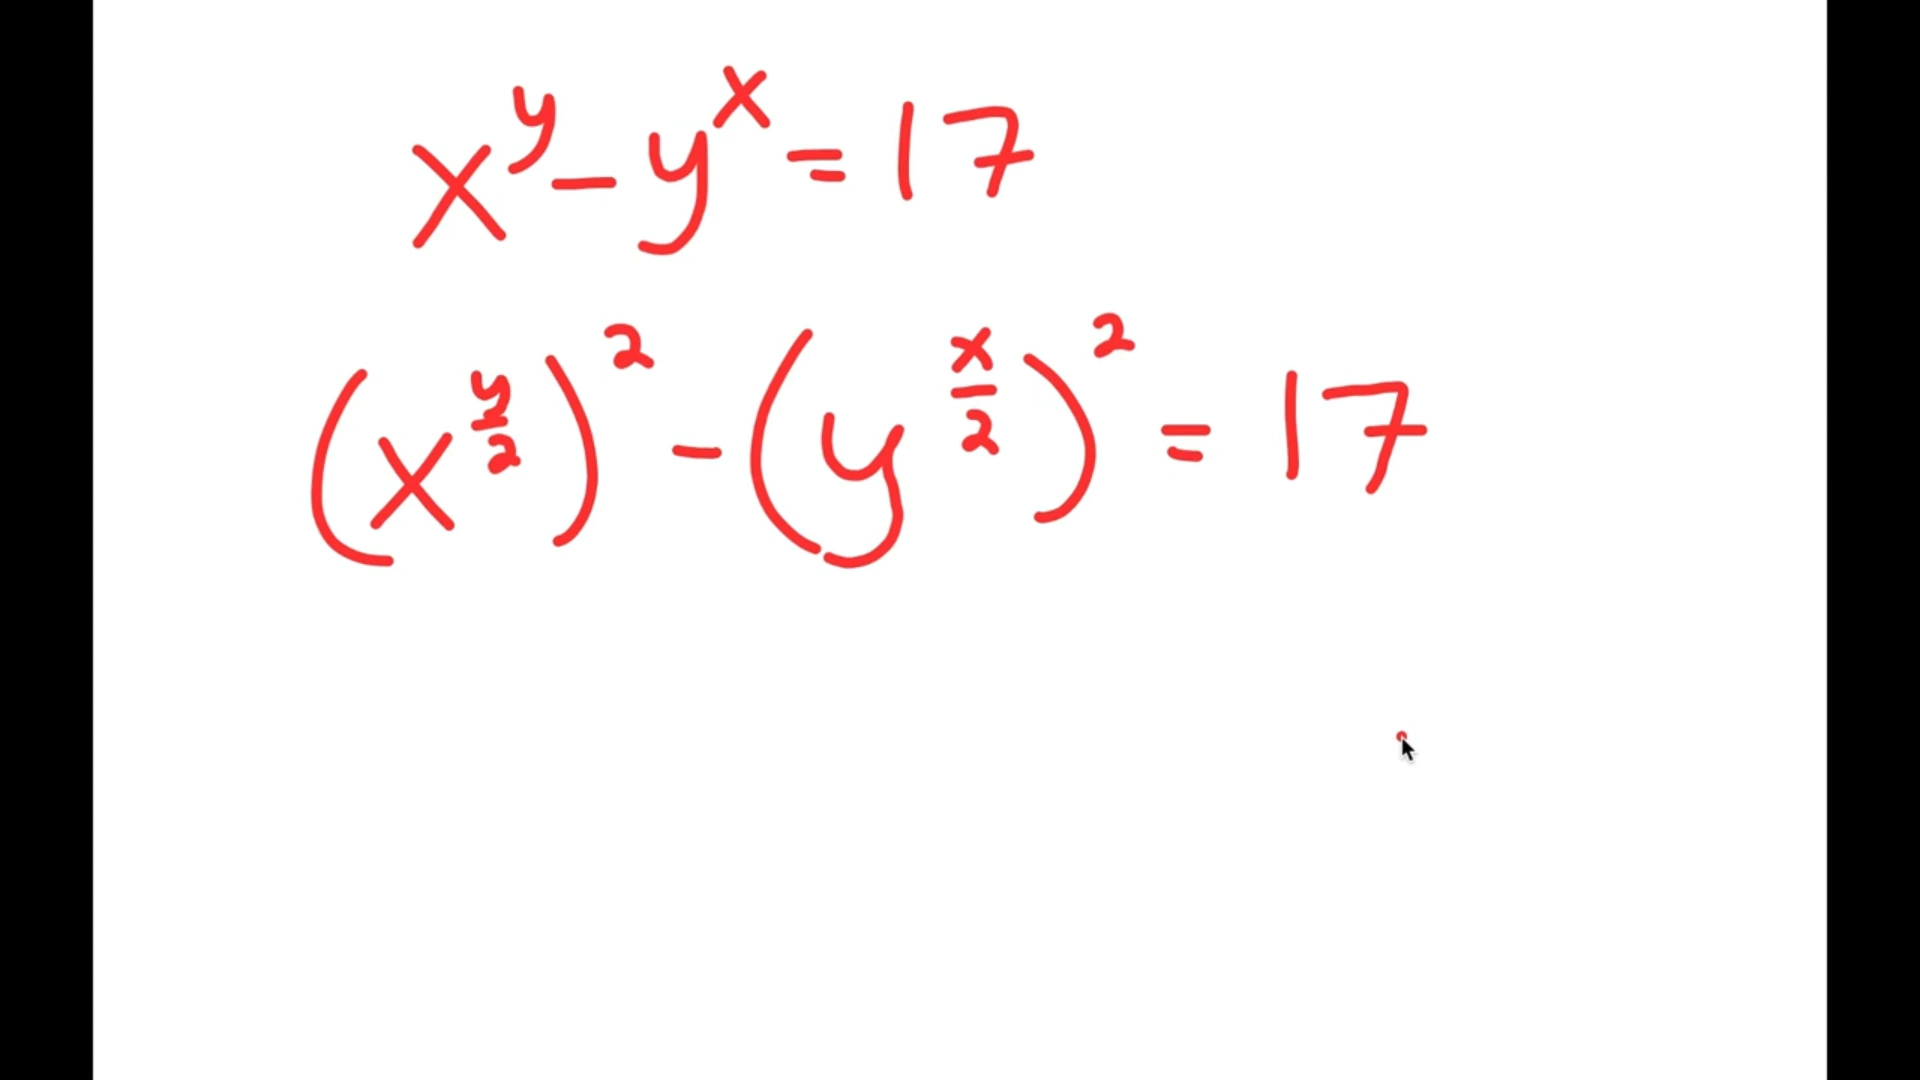 x^y - y^x = 17
(x^{y/2})^2 - (y^{x/2})^2 = 17